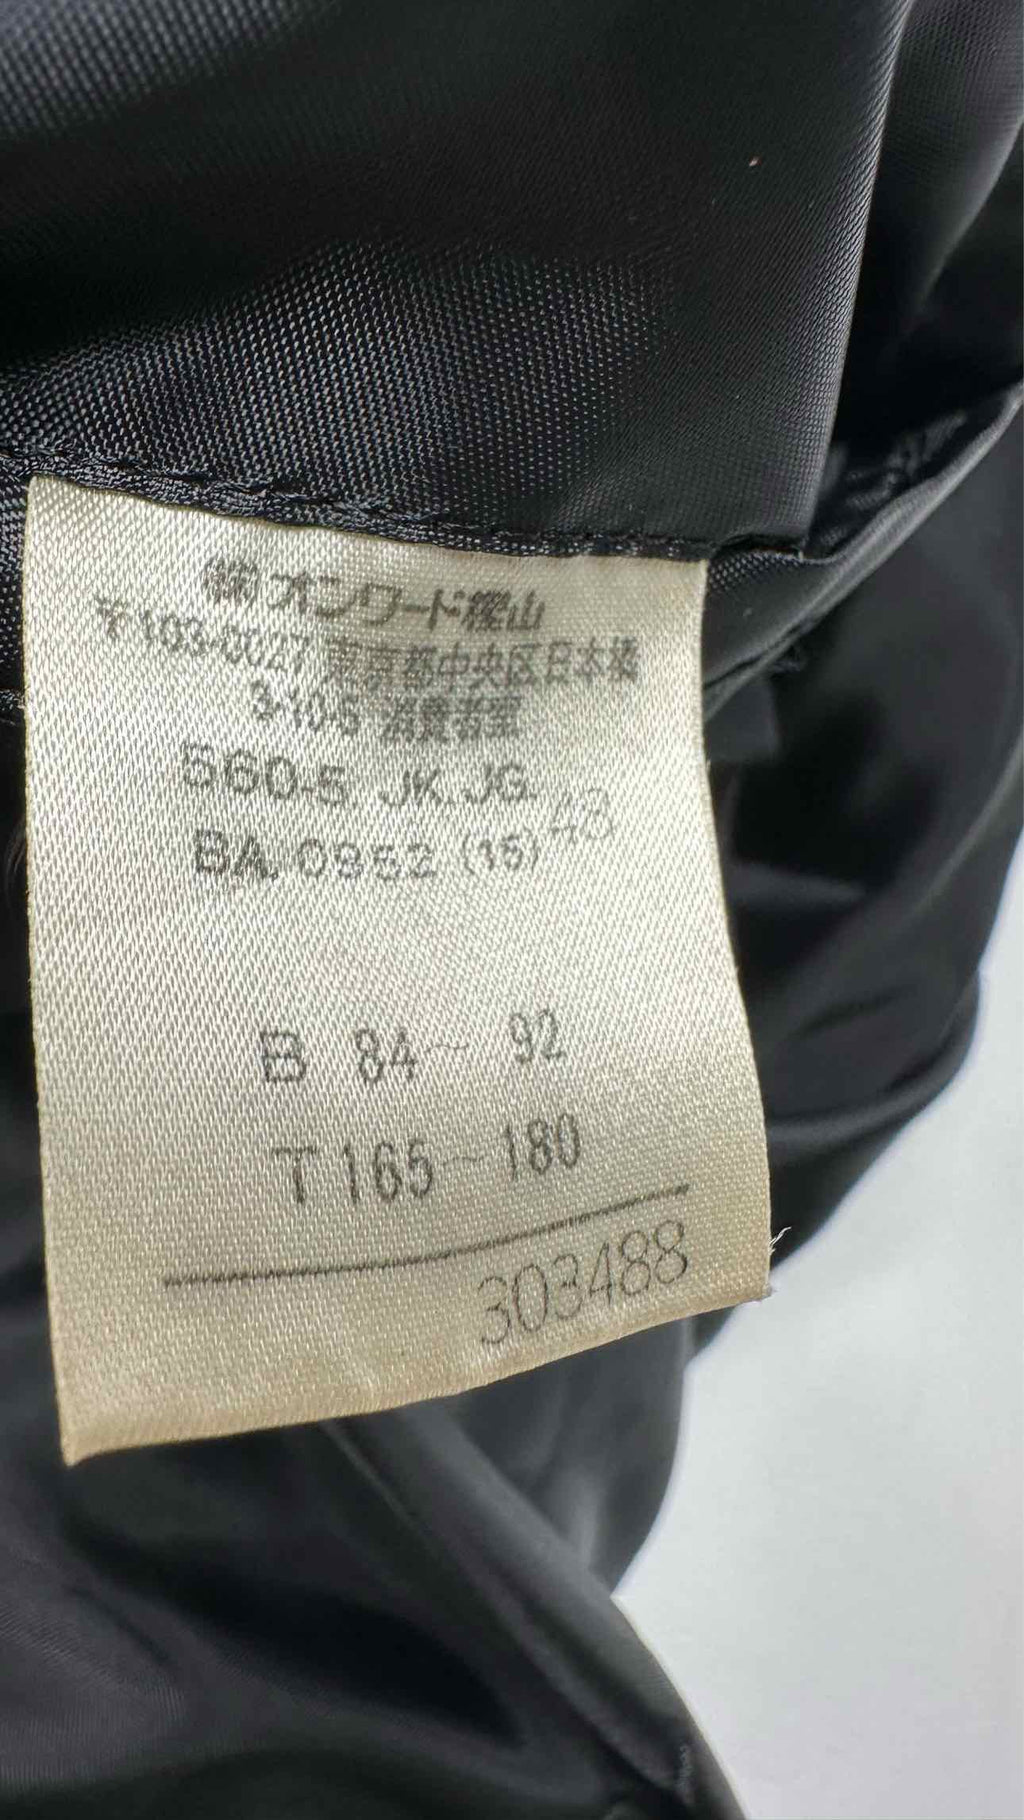 ㈱オンワード樫山
〒103-0027 東京都中央区日本橋
3-10-5 消費者室
560-5. JK. JG.
BA. 0952 (15) 48
B 84~ 92
T 165~ 180
303488